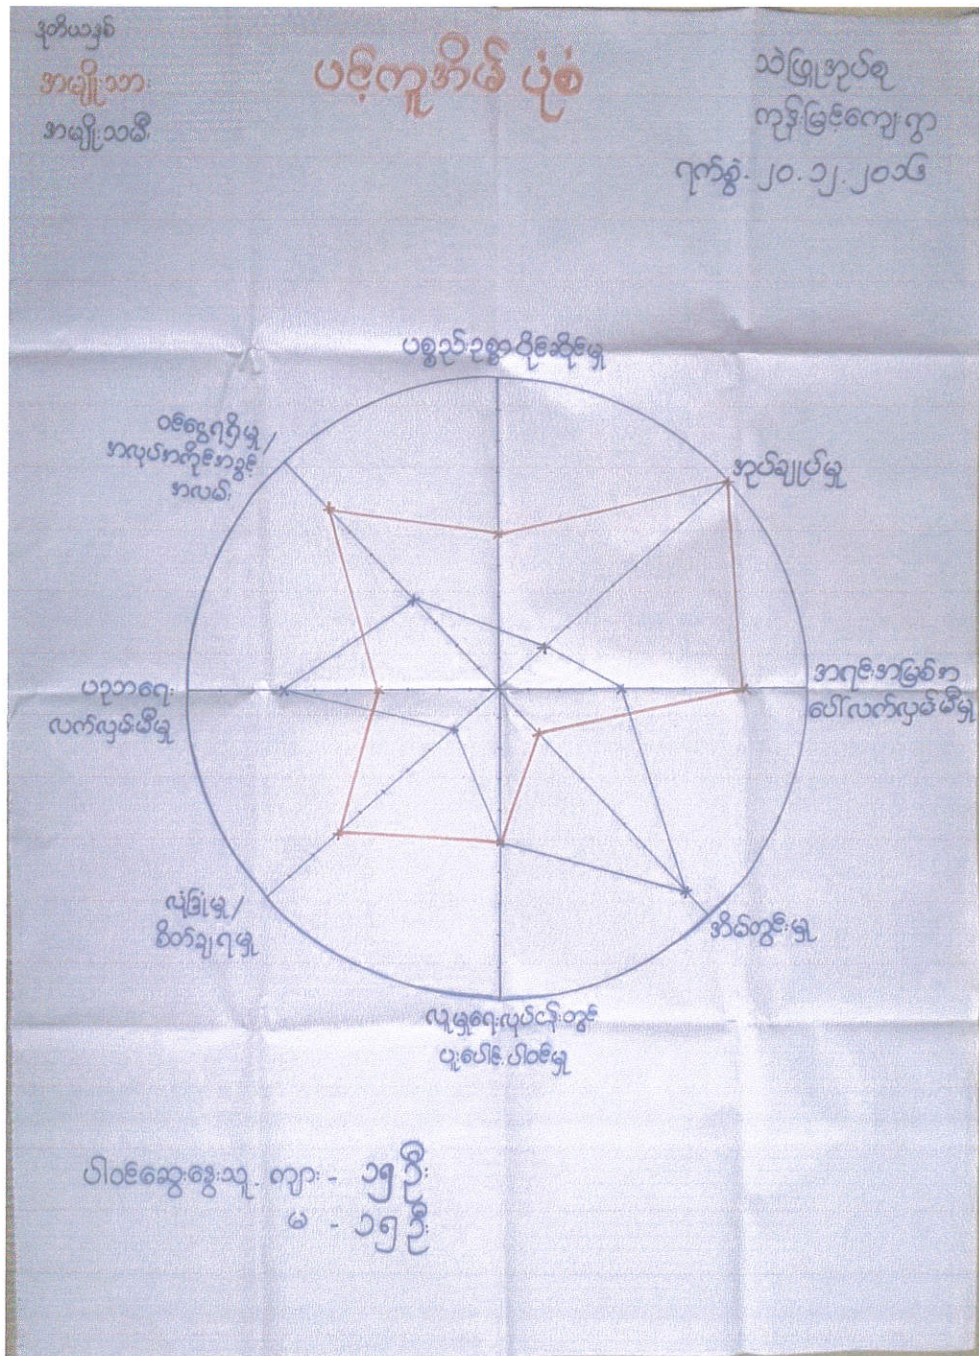 ဒုတိယနှစ်
အမျိုးသား
အမျိုးသမီး
ပင့်ကူအိမ် ပုံစံ
သဲဖြူအုပ်စု
ကုန်းမြင့်ကျေးရွာ
ရက်စွဲ - ၂၀.၁၂.၂၀၁၆
ပစ္စည်းဥစ္စာပိုင်ဆိုင်မှု
ဝင်ငွေရရှိမှု/
အလုပ်အကိုင်အခွင့်
အလမ်း
အုပ်ချုပ်မှု
ပညာရေး
လက်လှမ်းမီမှု
အရင်းအမြစ်အ
ပေါ် လက်လှမ်းမီမှု
လုံခြုံမှု/
စိတ်ချရမှု
အိမ်တွင်းမှု
လူမှုရေးလုပ်ငန်းတွင်
ပူးပေါင်းပါဝင်မှု
ပါဝင်ဆွေးနွေးသူ - ကျား - ၁၅ ဦး
မ - ၁၅ ဦး